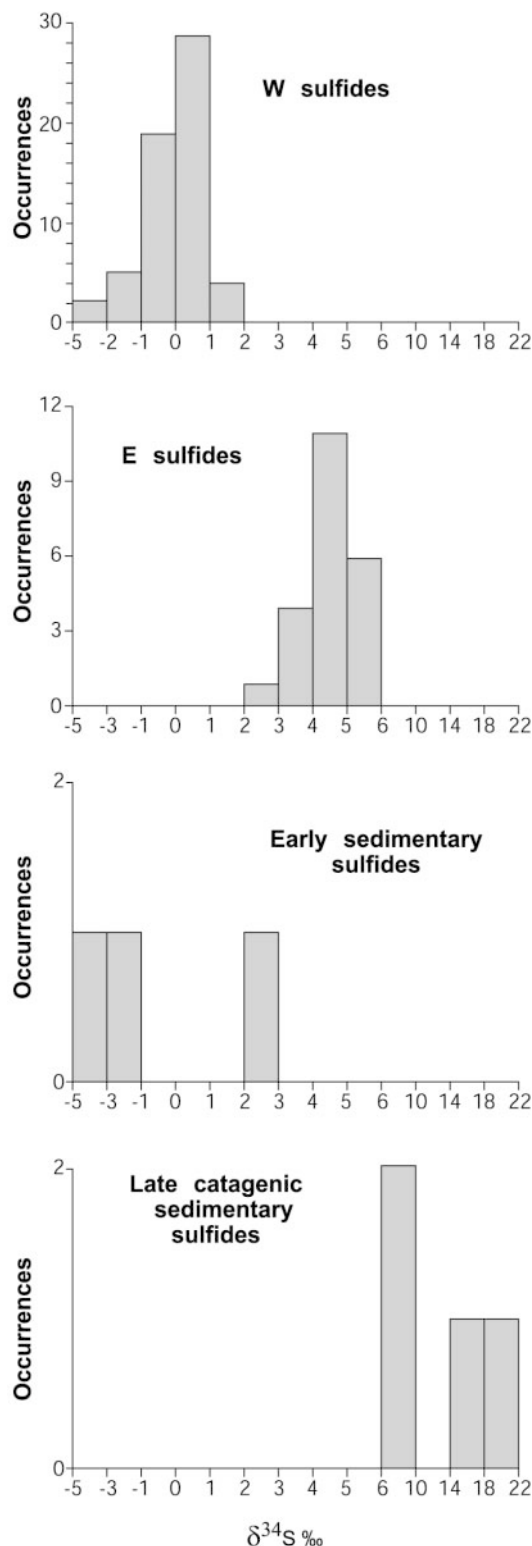 30
20
10
0
Occurrences
W sulfides
-5 -2 -1 0 1 2 3 4 5 6 10 14 18 22
12
9
6
3
0
Occurrences
E sulfides
-5 -3 -1 0 1 2 3 4 5 6 10 14 18 22
2
0
Occurrences
Early sedimentary
sulfides
-5 -3 -1 0 1 2 3 4 5 6 10 14 18 22
2
0
Occurrences
Late catagenic
sedimentary
sulfides
-5 -3 -1 0 1 2 3 4 5 6 10 14 18 22
δ³⁴S ‰